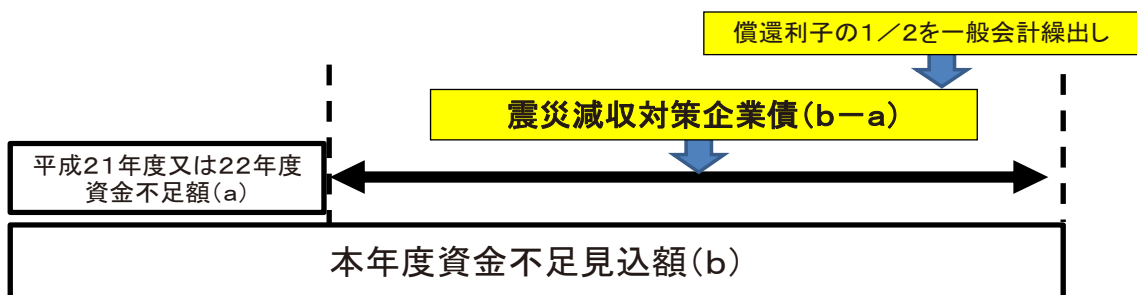 償還利子の1/2を一般会計繰出し
震災減収対策企業債(b-a)
平成21年度又は22年度
資金不足額(a)
本年度資金不足見込額(b)